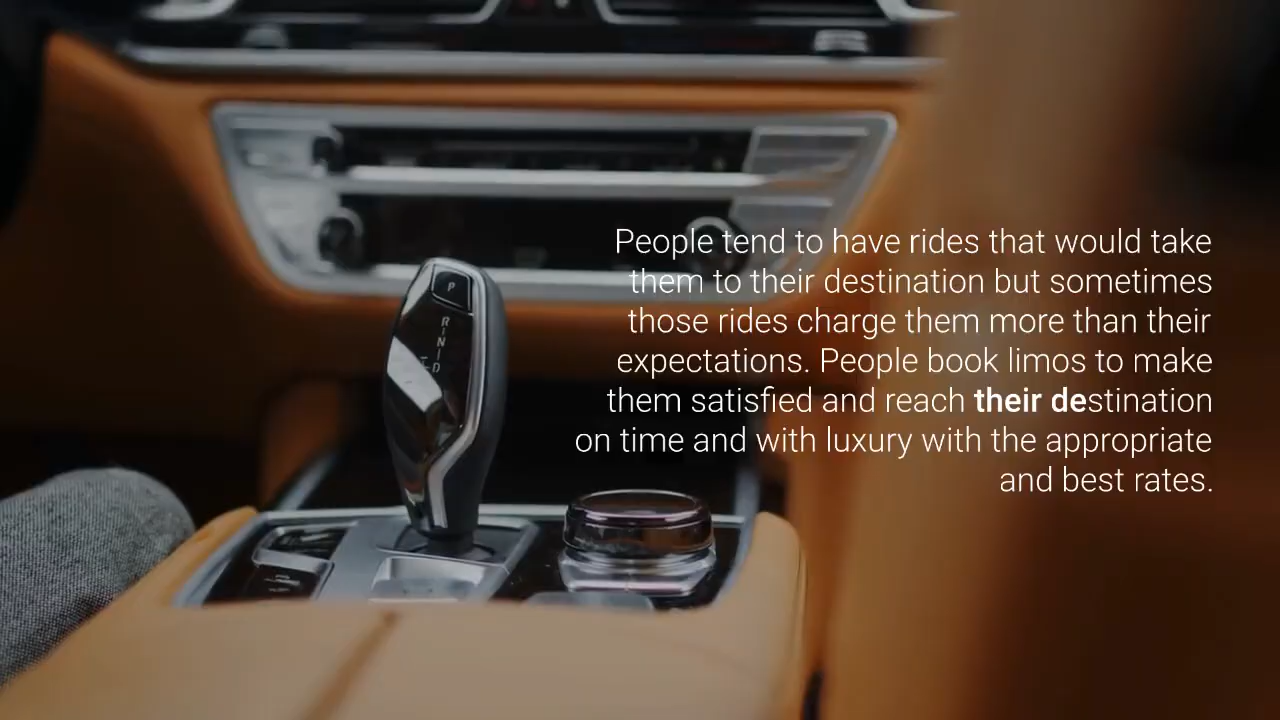 People tend to have rides that would take
them to their destination but sometimes
those rides charge them more than their
expectations. People book limos to make
them satisfied and reach their destination
on time and with luxury with the appropriate
and best rates.
P
R
N
D